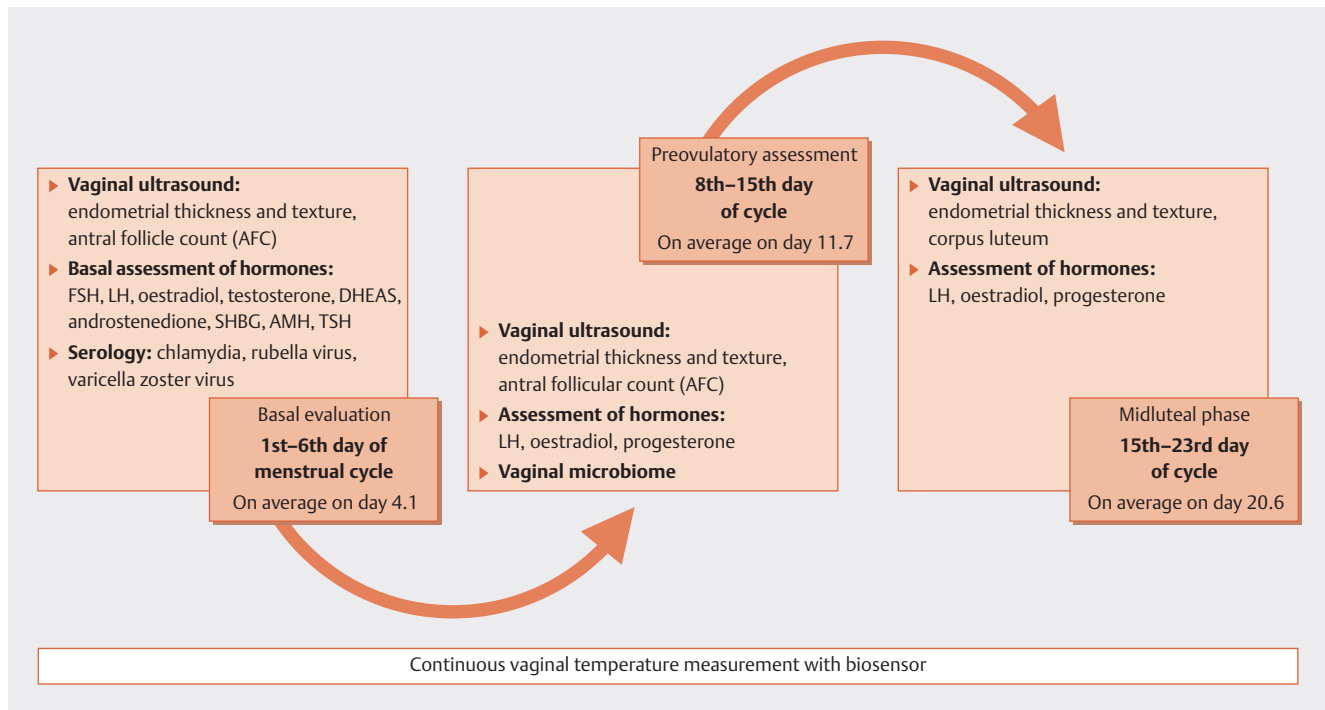 ▶ Vaginal ultrasound:
endometrial thickness and texture,
antral follicle count (AFC)
▶ Basal assessment of hormones:
FSH, LH, oestradiol, testosterone, DHEAS,
androstenedione, SHBG, AMH, TSH
▶ Serology: chlamydia, rubella virus,
varicella zoster virus
Basal evaluation
1st–6th day of
menstrual cycle
On average on day 4.1
Preovulatory assessment
8th–15th day
of cycle
On average on day 11.7
▶ Vaginal ultrasound:
endometrial thickness and texture,
antral follicular count (AFC)
▶ Assessment of hormones:
LH, oestradiol, progesterone
▶ Vaginal microbiome
▶ Vaginal ultrasound:
endometrial thickness and texture,
corpus luteum
▶ Assessment of hormones:
LH, oestradiol, progesterone
Midluteal phase
15th–23rd day
of cycle
On average on day 20.6
Continuous vaginal temperature measurement with biosensor